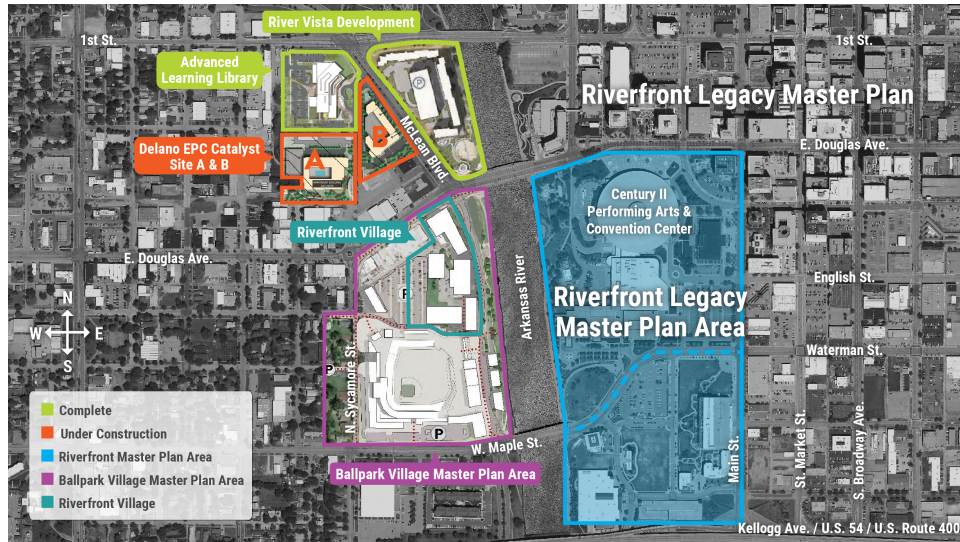 River Vista Development
1st St.
1st St.
Advanced
Learning Library
P
Riverfront Legacy Master Plan
B
McLean Blvd.
Delano EPC Catalyst
Site A & B
A
E. Douglas Ave.
Century II
Performing Arts &
Convention Center
Riverfront Village
E. Douglas Ave.
Arkansas River
English St.
P
Riverfront Legacy
Master Plan Area
N
W E
S
N. Sycamore St.
P
Waterman St.
P
W. Maple St.
Complete
Under Construction
Riverfront Master Plan Area
Ballpark Village Master Plan Area
Riverfront Village
Ballpark Village Master Plan Area
Main St.
St. Market St.
S. Broadway Ave.
Kellogg Ave. / U.S. 54 / U.S. Route 400